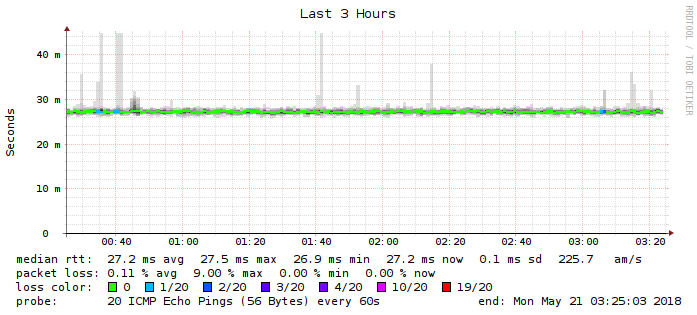 Last 3 Hours
RRDTOOL / TOBI OETIKER
Seconds
40 m
30 m
20 m
10 m
0
00:40 01:00 01:20 01:40 02:00 02:20 02:40 03:00 03:20
median rtt: 27.2 ms avg 27.5 ms max 26.9 ms min 27.2 ms now 0.1 ms sd 225.7 am/s
packet loss: 0.11 % avg 9.00 % max 0.00 % min 0.00 % now
loss color: 0 1/20 2/20 3/20 4/20 10/20 19/20
probe: 20 ICMP Echo Pings (56 Bytes) every 60s end: Mon May 21 03:25:03 2018